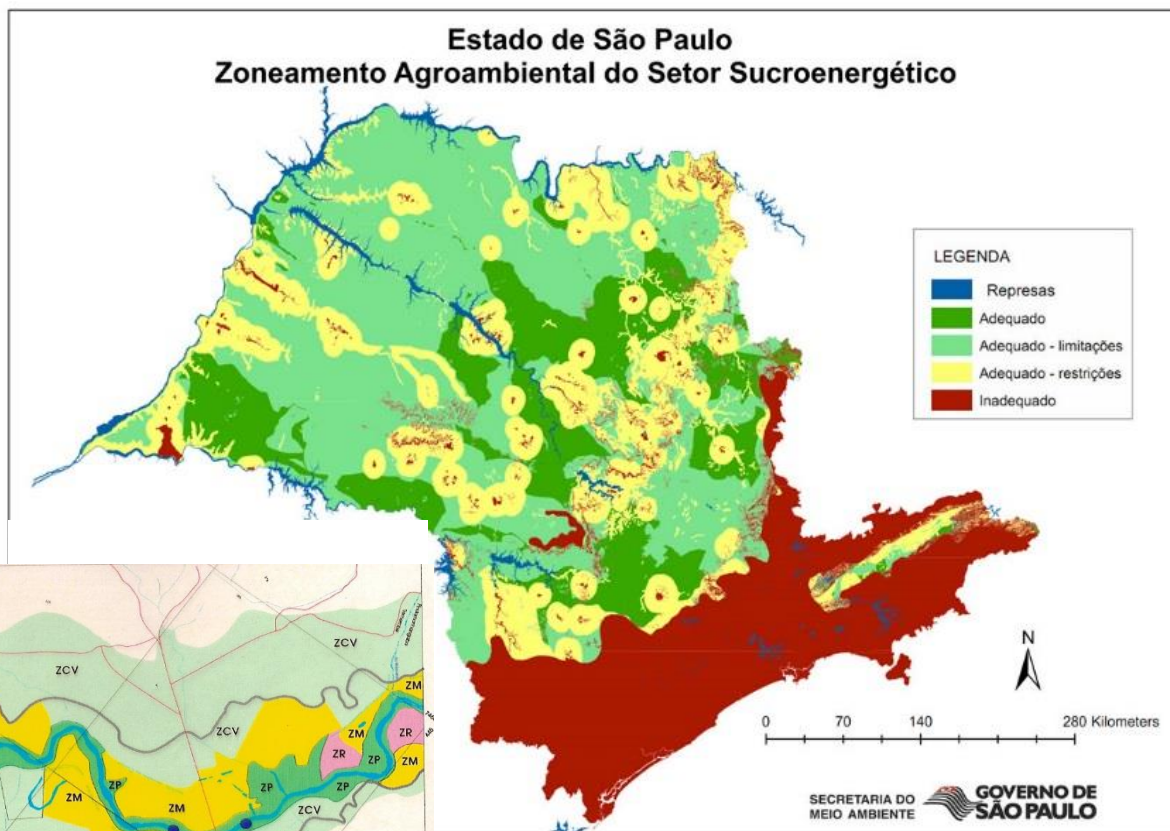 Estado de São Paulo
Zoneamento Agroambiental do Setor Sucroenergético
LEGENDA
Represas
Adequado
Adequado - limitações
Adequado - restrições
Inadequado
N
0 70 140 280 Kilometers
SECRETARIA DO
MEIO AMBIENTE
GOVERNO DE
SÃO PAULO
ZCV
ZCV
ZM
ZCV
ZM
ZR
ZR
ZP
ZM
ZP
ZM
ZM
ZP
ZP
ZCV